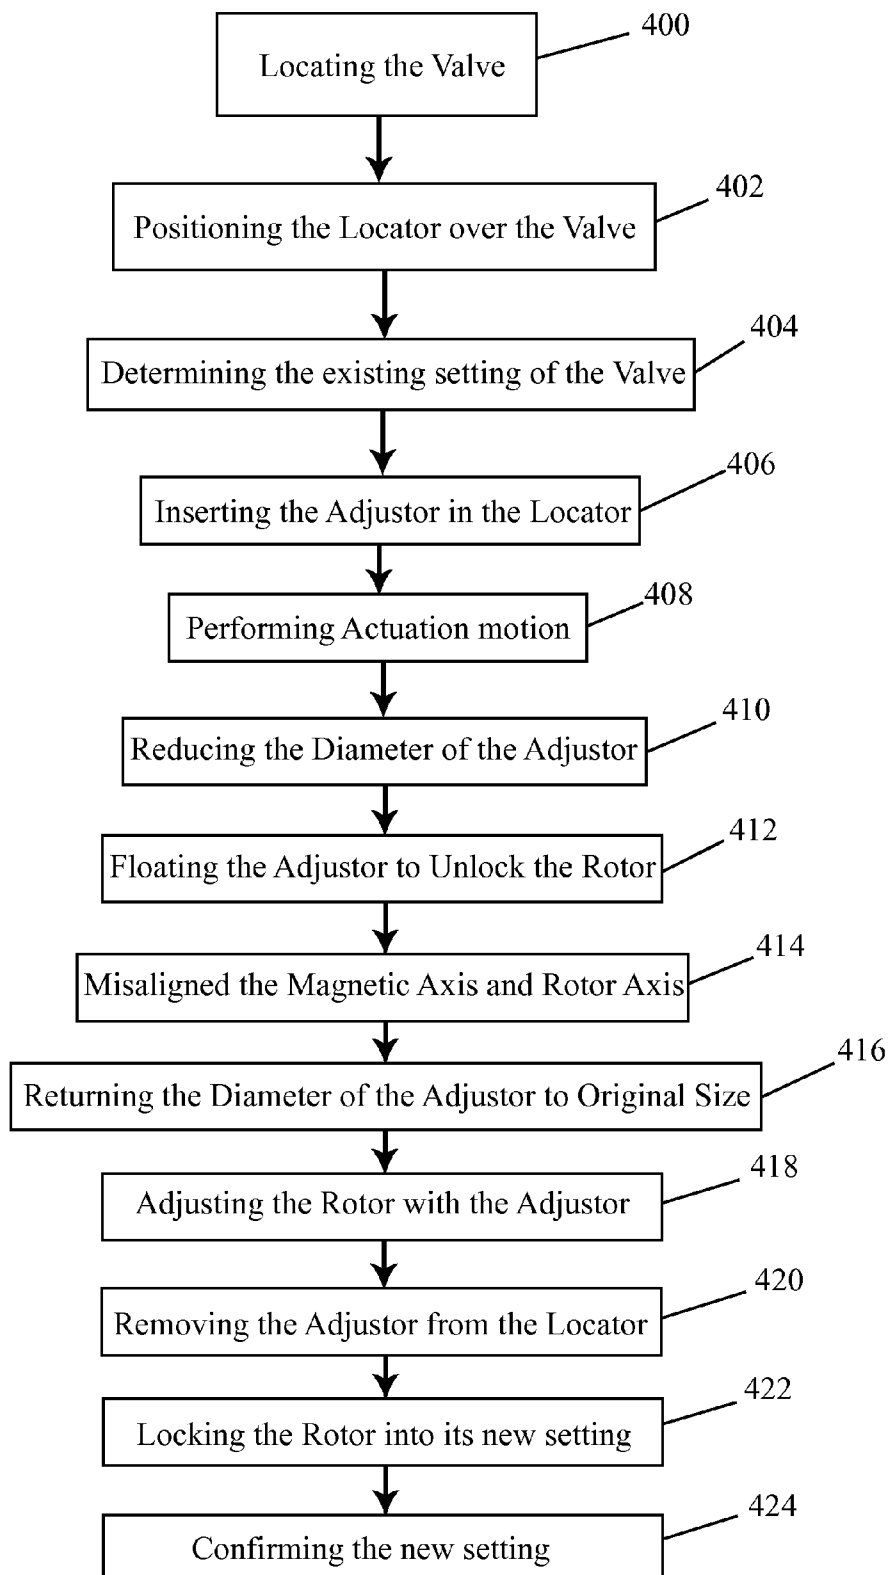 400
Locating the Valve
402
Positioning the Locator over the Valve
404
Determining the existing setting of the Valve
406
Inserting the Adjustor in the Locator
408
Performing Actuation motion
410
Reducing the Diameter of the Adjustor
412
Floating the Adjustor to Unlock the Rotor
414
Misaligned the Magnetic Axis and Rotor Axis
416
Returning the Diameter of the Adjustor to Original Size
418
Adjusting the Rotor with the Adjustor
420
Removing the Adjustor from the Locator
422
Locking the Rotor into its new setting
424
Confirming the new setting